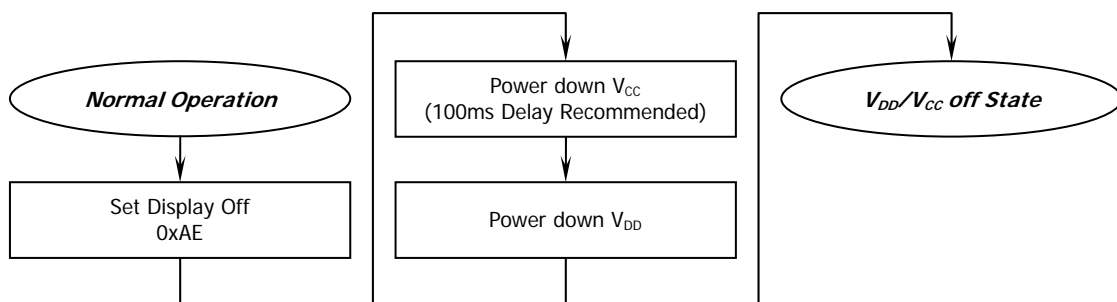 Normal Operation
Set Display Off
0xAE
Power down VCC
(100ms Delay Recommended)
Power down VDD
VDD/VCC off State